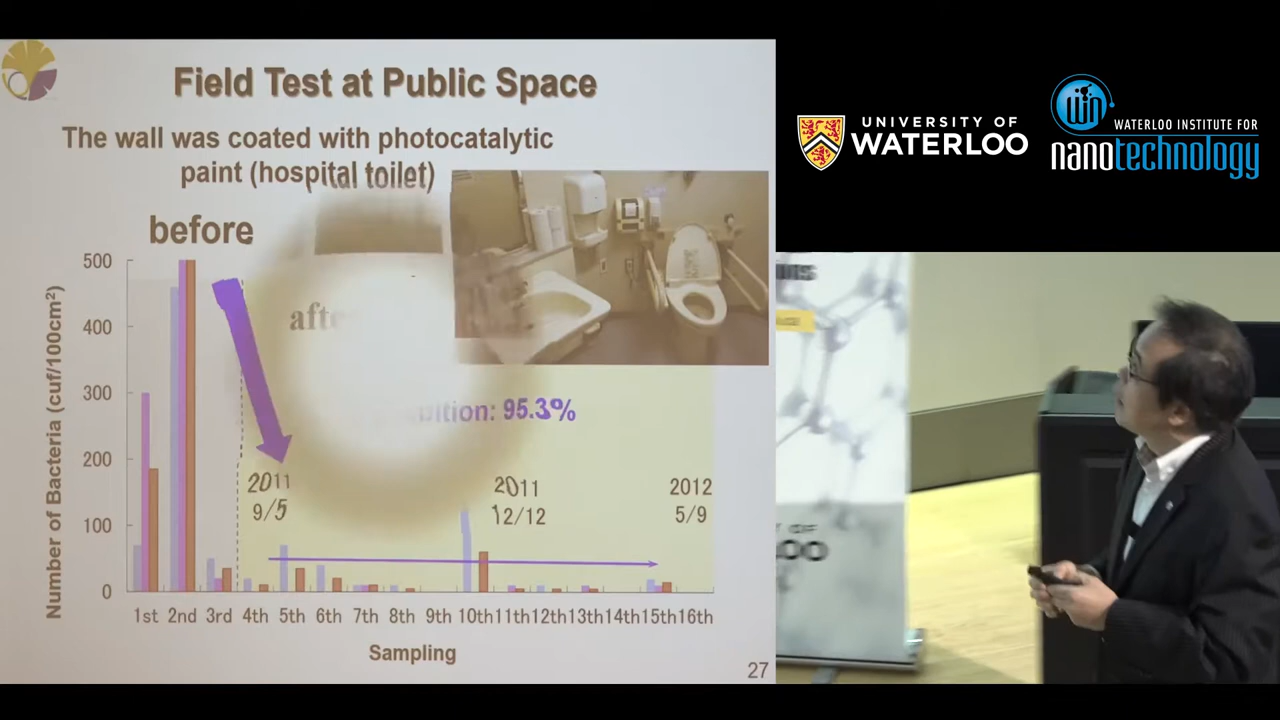 Field Test at Public Space
The wall was coated with photocatalytic
paint (hospital toilet)
before
500
400
300
200
100
0
Number of Bacteria (cuf/100cm²)
95.3%
2011
9/5
2011
12/12
2012
5/9
1st 2nd 3rd 4th 5th 6th 7th 8th 9th 10th 11th 12th 13th 14th 15th 16th
Sampling
27
UNIVERSITY OF
WATERLOO
WIN
WATERLOO INSTITUTE FOR
nanotechnology